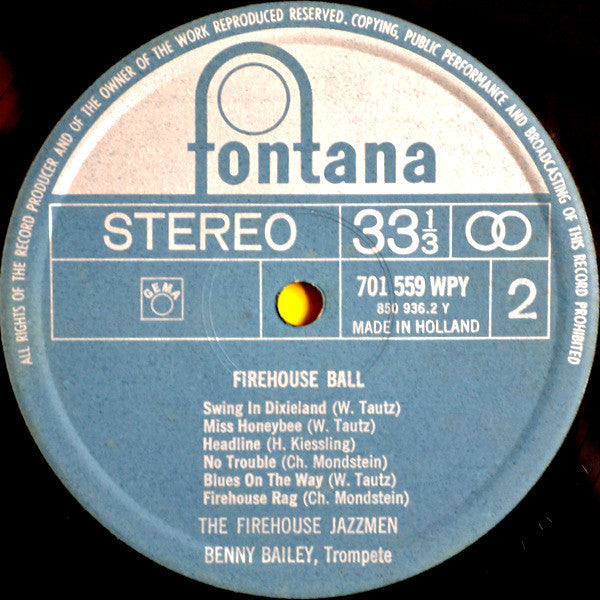 ALL RIGHTS OF THE RECORD PRODUCER AND OF THE OWNER OF THE WORK REPRODUCED RESERVED. COPYING, PUBLIC PERFORMANCE AND BROADCASTING OF THIS RECORD PROHIBITED
fontana
STEREO 33 1/3
GEMA 701 559 WPY 2
850 936.2 Y
MADE IN HOLLAND
FIREHOUSE BALL
Swing In Dixieland (W. Tautz)
Miss Honeybee (W. Tautz)
Headline (H. Kiessling)
No Trouble (Ch. Mondstein)
Blues On The Way (W. Tautz)
Firehouse Rag (Ch. Mondstein)
THE FIREHOUSE JAZZMEN
BENNY BAILEY, Trompete